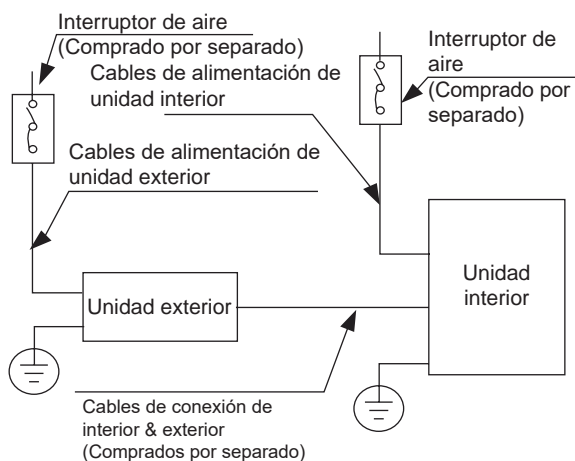 Interruptor de aire
(Comprado por separado)
Cables de alimentación de
unidad interior
Interruptor de
aire
(Comprado por
separado)
Cables de alimentación de
unidad exterior
Unidad exterior
Unidad
interior
Cables de conexión de
interior & exterior
(Comprados por separado)